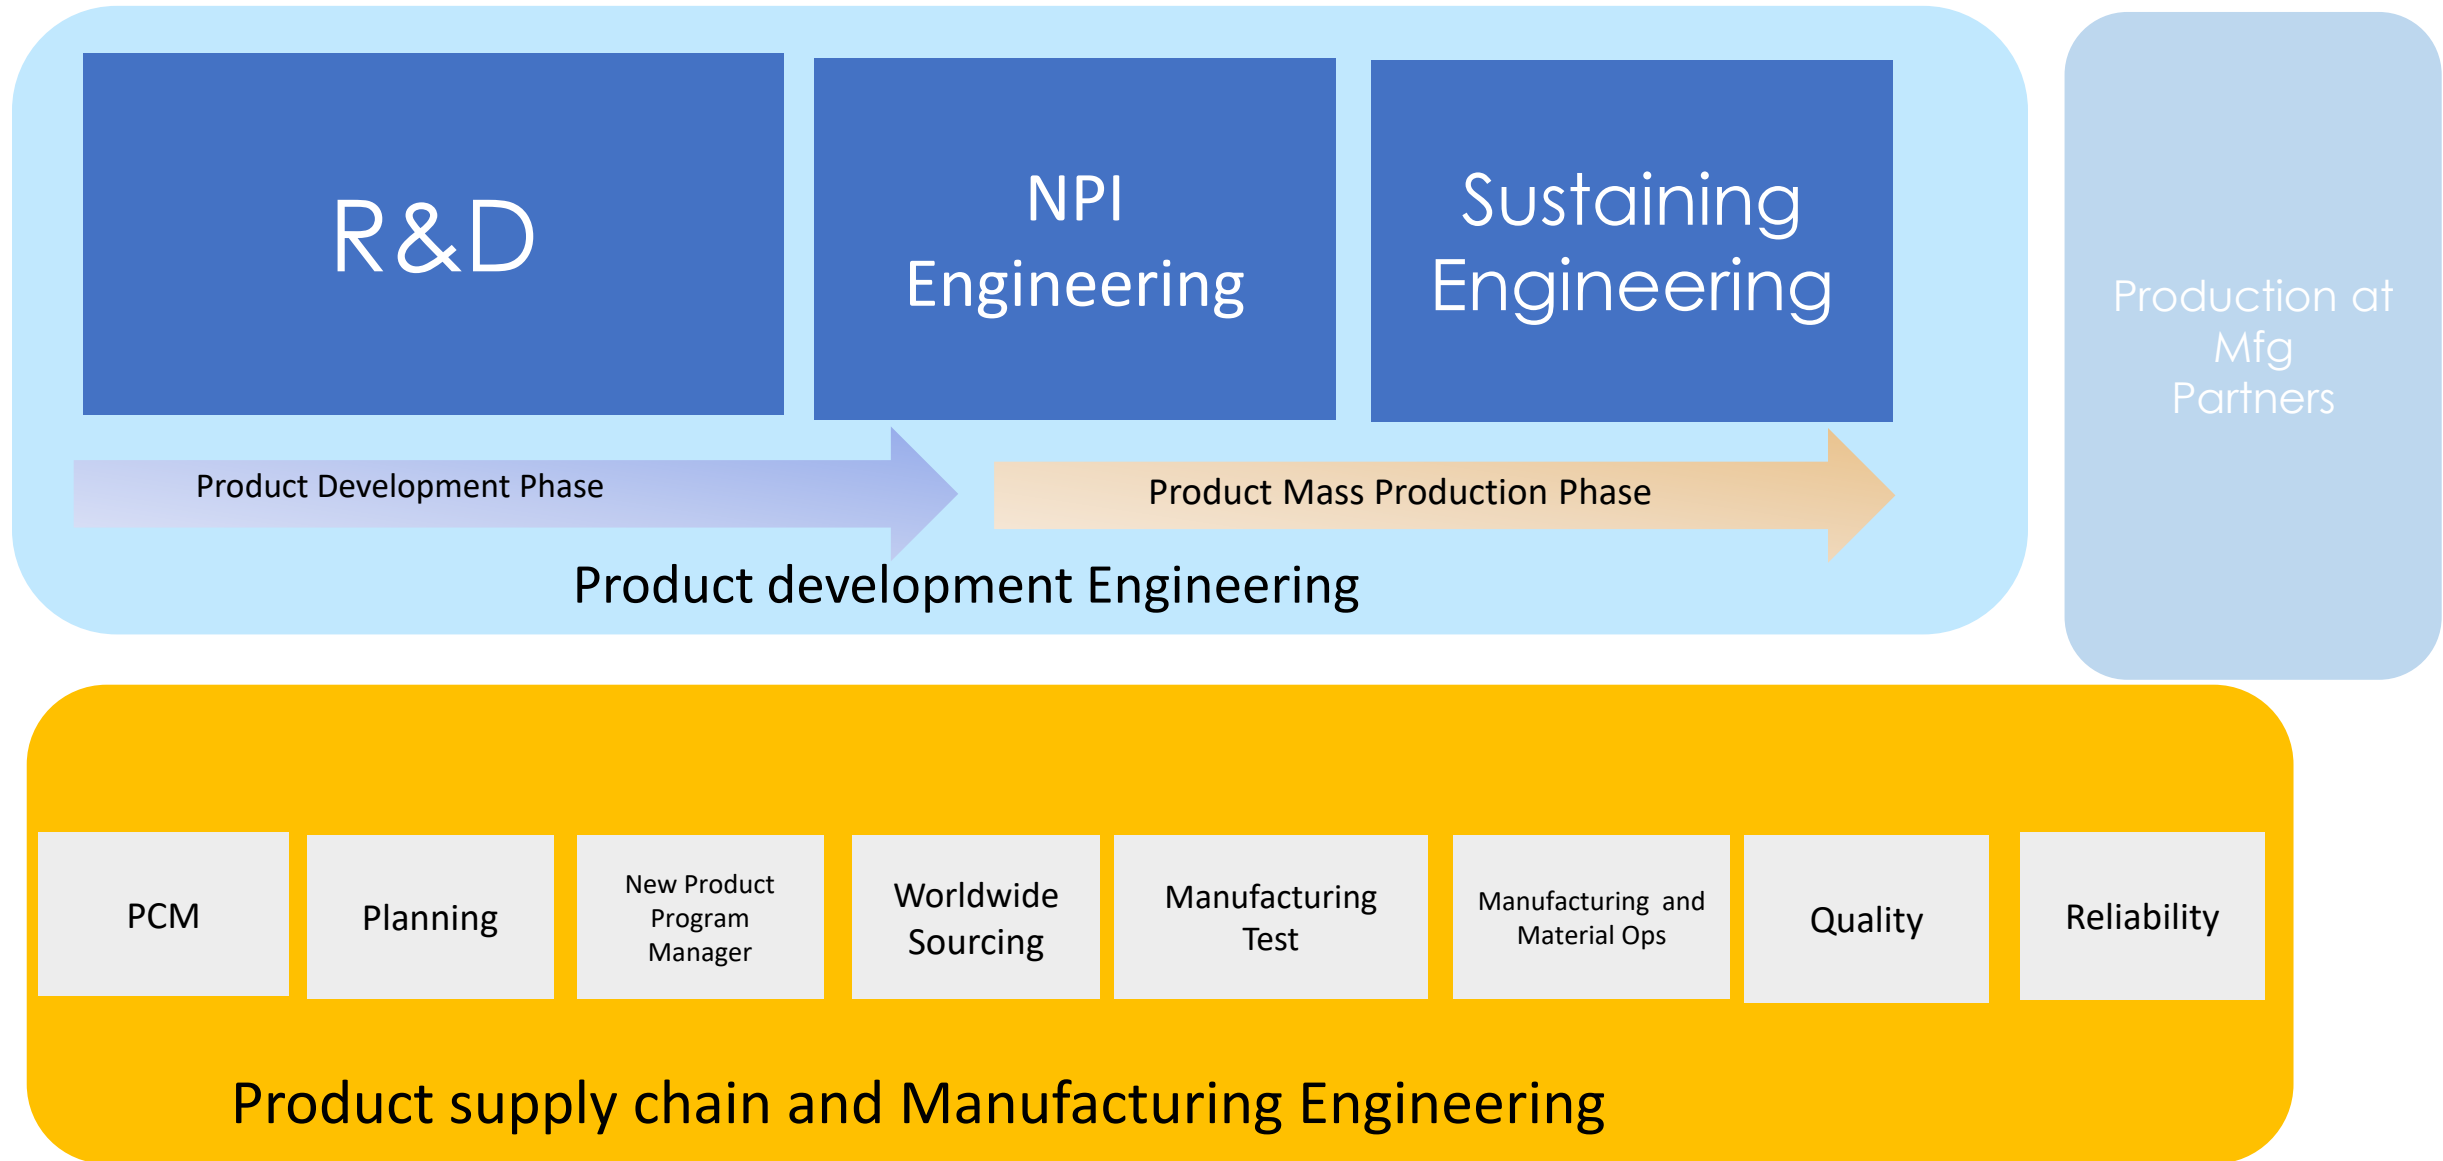 R&D
NPI
Engineering
Sustaining
Engineering
Production at
Mfg
Partners
Product Development Phase
Product Mass Production Phase
Product development Engineering
PCM
Planning
New Product
Program
Manager
Worldwide
Sourcing
Manufacturing
Test
Manufacturing and
Material Ops
Quality
Reliability
Product supply chain and Manufacturing Engineering